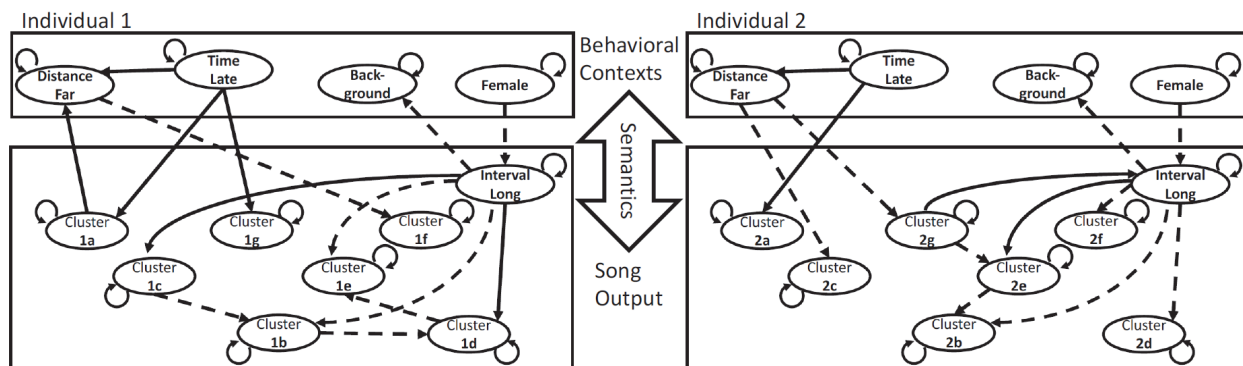 Individual 1
Individual 2
Behavioral
Contexts
Semantics
Song
Output
Distance
Far
Time
Late
Back-
ground
Female
Interval
Long
Cluster
1a
Cluster
1g
Cluster
1f
Cluster
1c
Cluster
1e
Cluster
1b
Cluster
1d
Distance
Far
Time
Late
Back-
ground
Female
Interval
Long
Cluster
2a
Cluster
2g
Cluster
2f
Cluster
2c
Cluster
2e
Cluster
2b
Cluster
2d